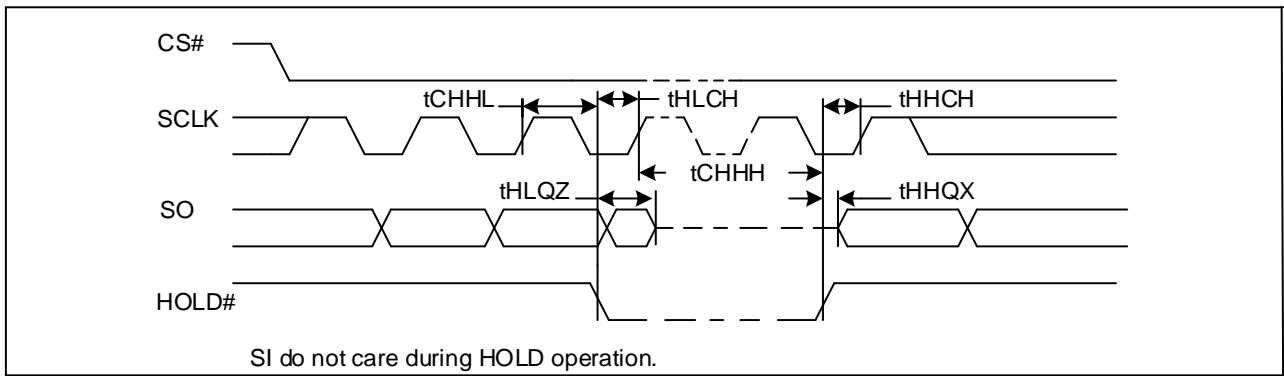 CS#
tCHHL
tHLCH
tHHCH
SCLK
tCHHH
tHLQZ
tHHQX
SO
HOLD#
SI do not care during HOLD operation.